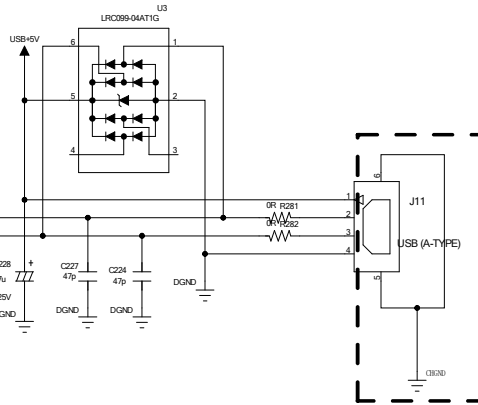 U3
LRC099-04AT1G
USB+5V
6
1
5
2
4
3
6
1
0R R281
J11
2
0R R282
3
USB (A-TYPE)
4
228
+
C227
C224
47p
47p
DGND
5
25V
DGND
DGND
CHGND